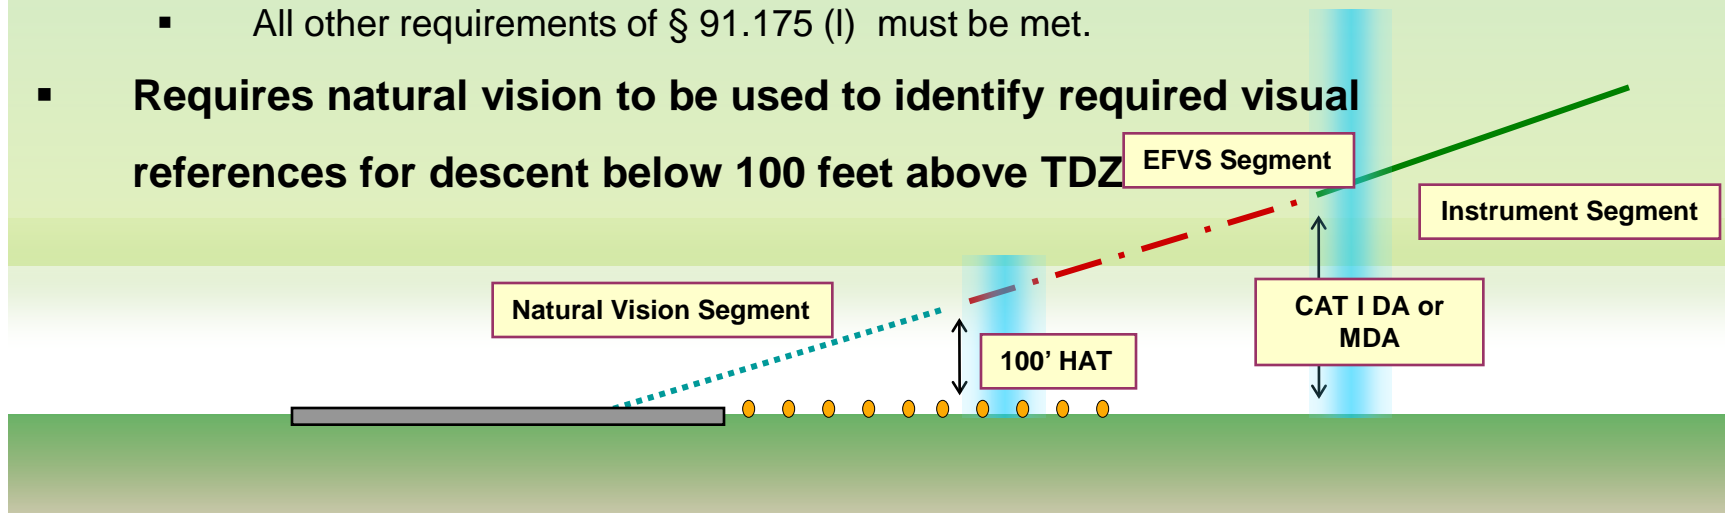 ▪ All other requirements of § 91.175 (l) must be met.
▪ Requires natural vision to be used to identify required visual
references for descent below 100 feet above TDZ
EFVS Segment
Instrument Segment
Natural Vision Segment
CAT I DA or
MDA
100’ HAT